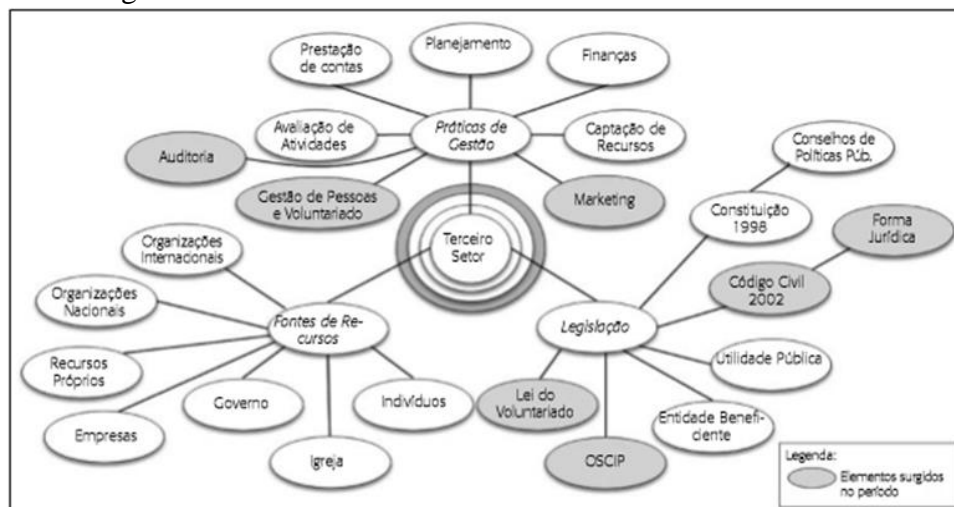 Prestação
de contas
Planejamento
Finanças
Avaliação de
Atividades
Práticas de
Gestão
Captação de
Recursos
Conselhos de
Políticas Púb.
Auditoria
Gestão de Pessoas
e Voluntariado
Marketing
Constituição
1998
Forma
Jurídica
Organizações
Internacionais
Terceiro
Setor
Código Civil
2002
Organizações
Nacionais
Fontes de Re-
cursos
Legislação
Utilidade Pública
Recursos
Próprios
Governo
Indivíduos
Lei do
Voluntariado
Entidade Benefi-
ciente
Empresas
Igreja
OSCIP
Legenda:
Elementos surgidos
no período